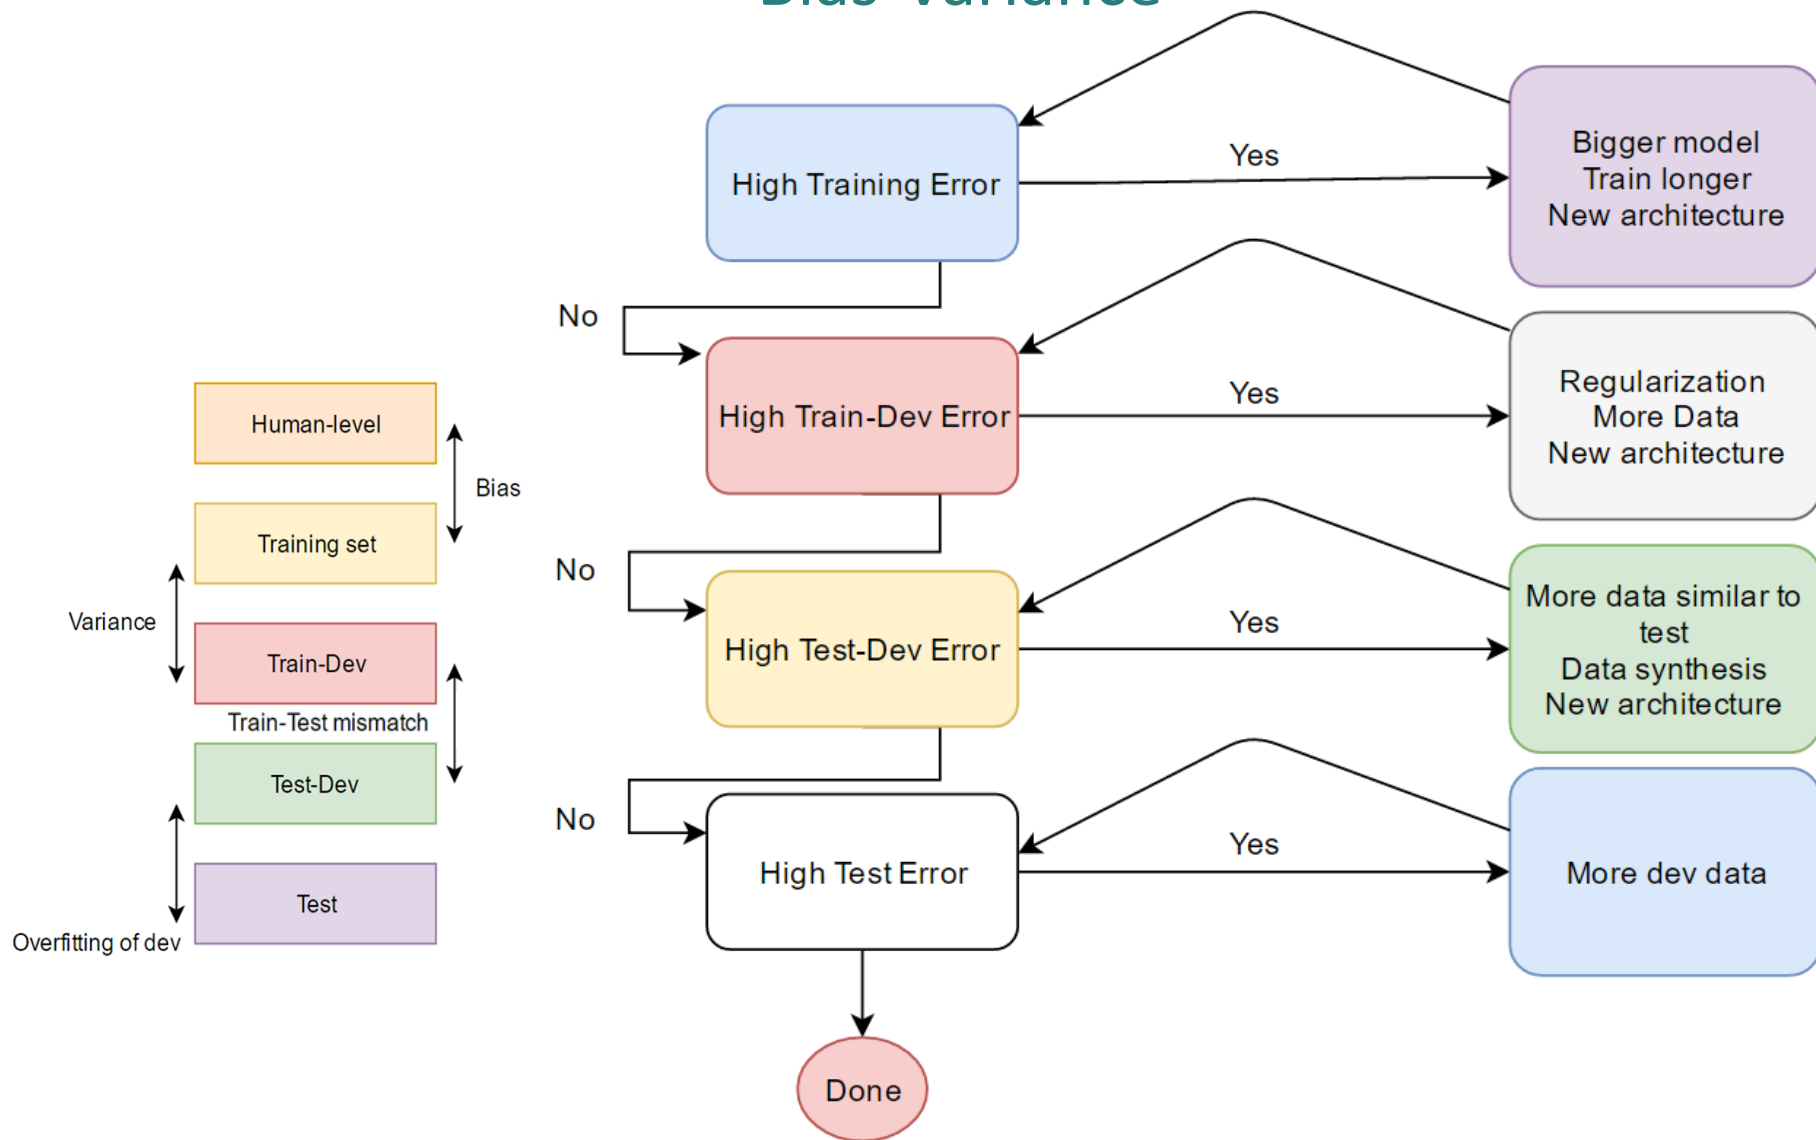 Bias-Variance
High Training Error
Yes
Bigger model
Train longer
New architecture
No
High Train-Dev Error
Yes
Regularization
More Data
New architecture
No
High Test-Dev Error
Yes
More data similar to
test
Data synthesis
New architecture
No
High Test Error
Yes
More dev data
Done
Human-level
Bias
Training set
Variance
Train-Dev
Train-Test mismatch
Test-Dev
Test
Overfitting of dev